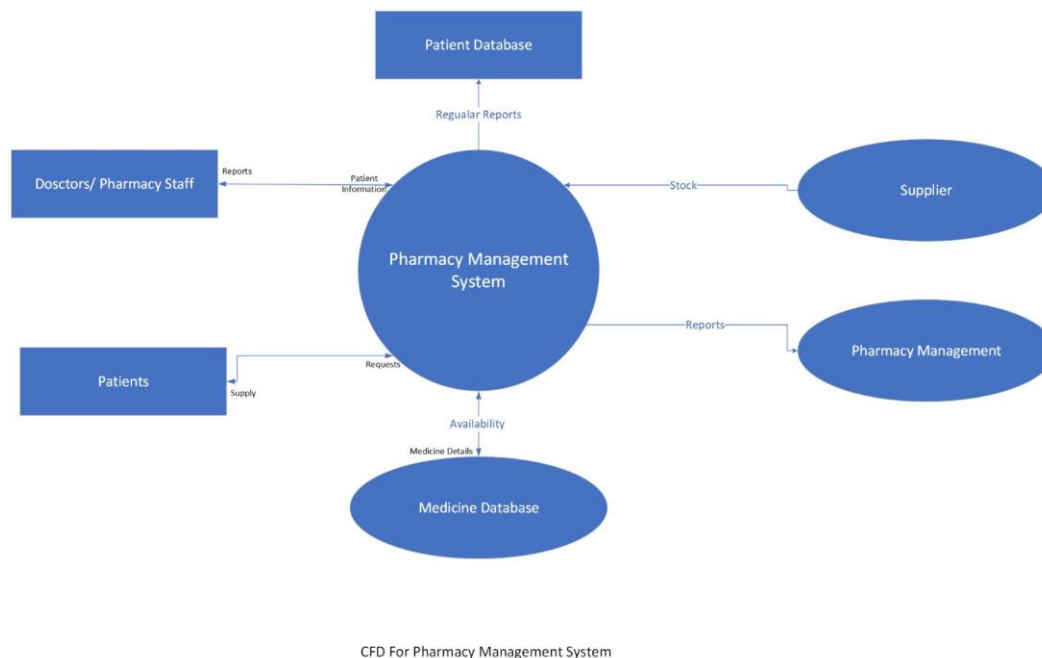 Patient Database
Regualar Reports
Dosctors/ Pharmacy Staff
Reports
Patient
Information
Stock
Supplier
Pharmacy Management
System
Reports
Pharmacy Management
Patients
Supply
Requests
Availability
Medicine Details
Medicine Database
CFD For Pharmacy Management System